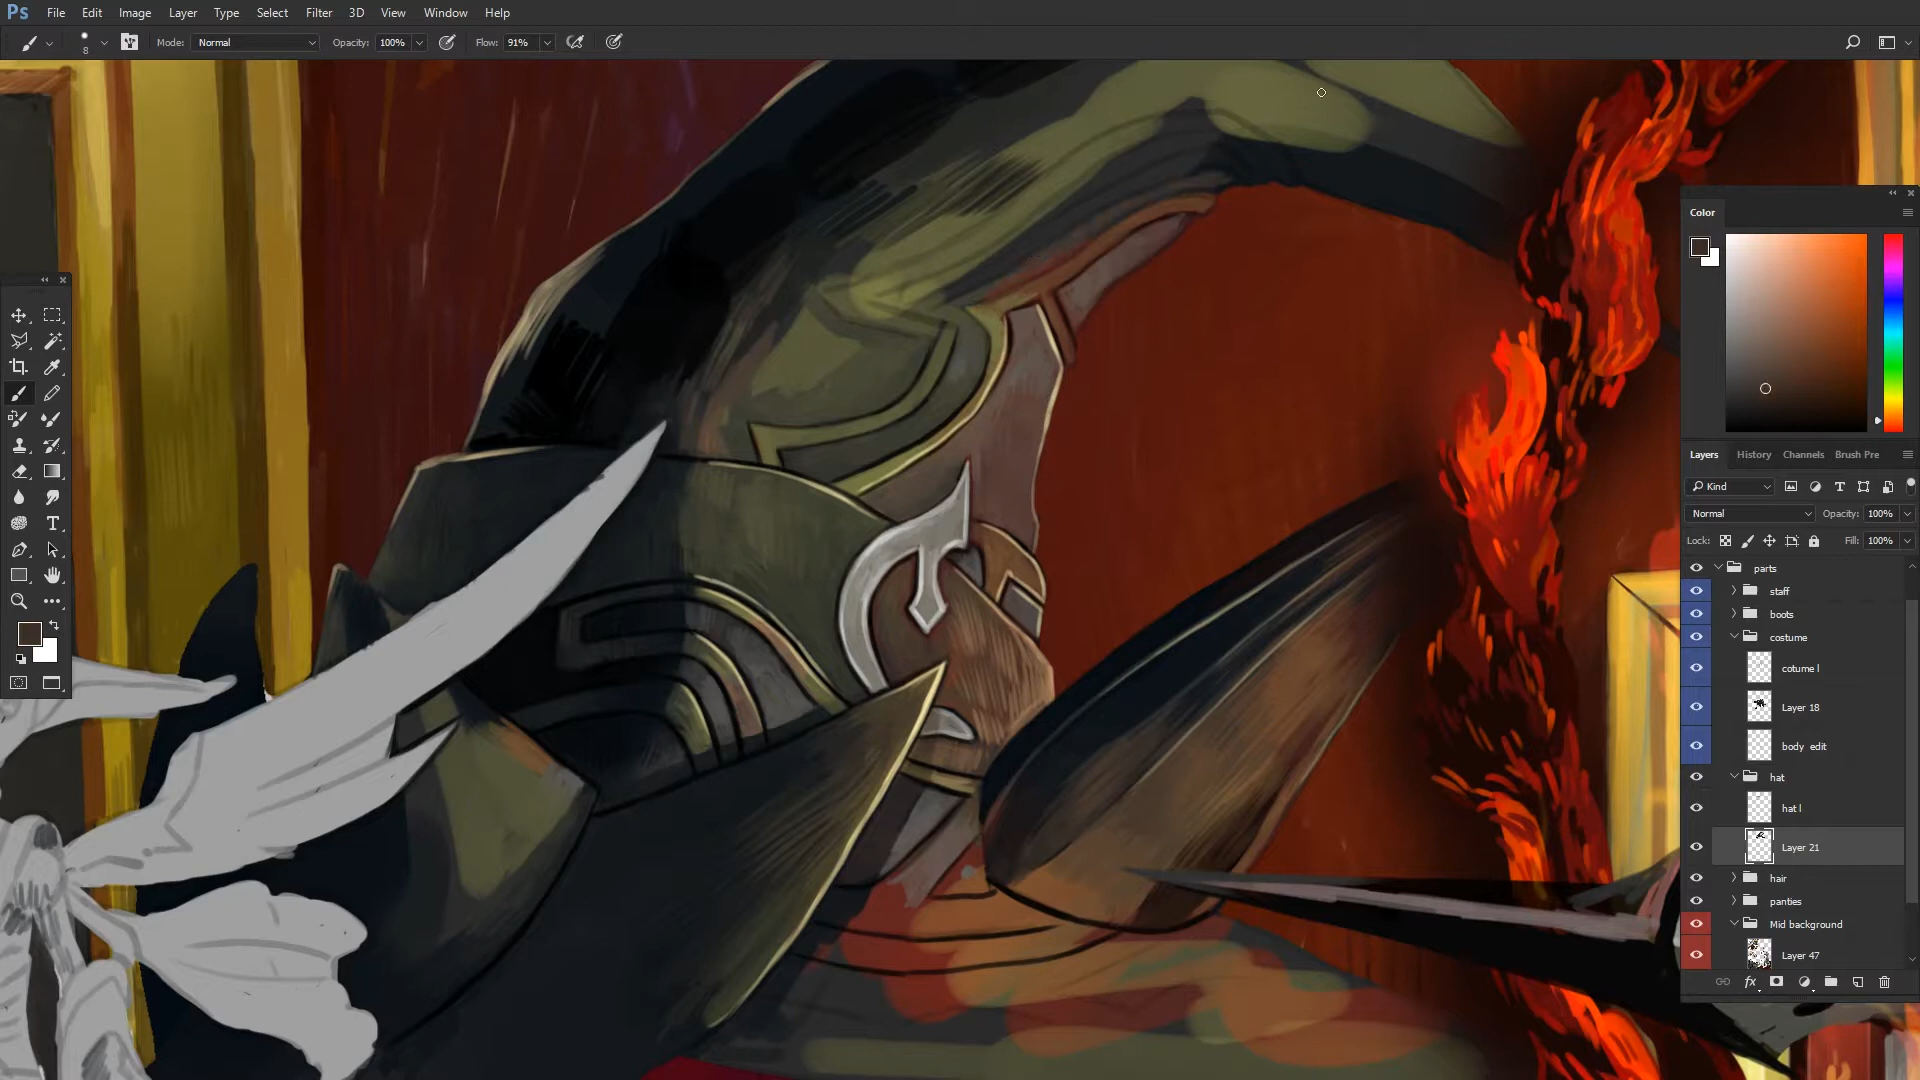 Ps File Edit Image Layer Type Select Filter 3D View Window Help
8 Mode: Normal Opacity: 100% Flow: 91%
Color
Layers History Channels Brush Pre
Kind
Normal Opacity: 100%
Lock: Fill: 100%
parts
staff
boots
costume
cotume l
Layer 18
body edit
hat
hat l
Layer 21
hair
panties
Mid background
Layer 47
fx